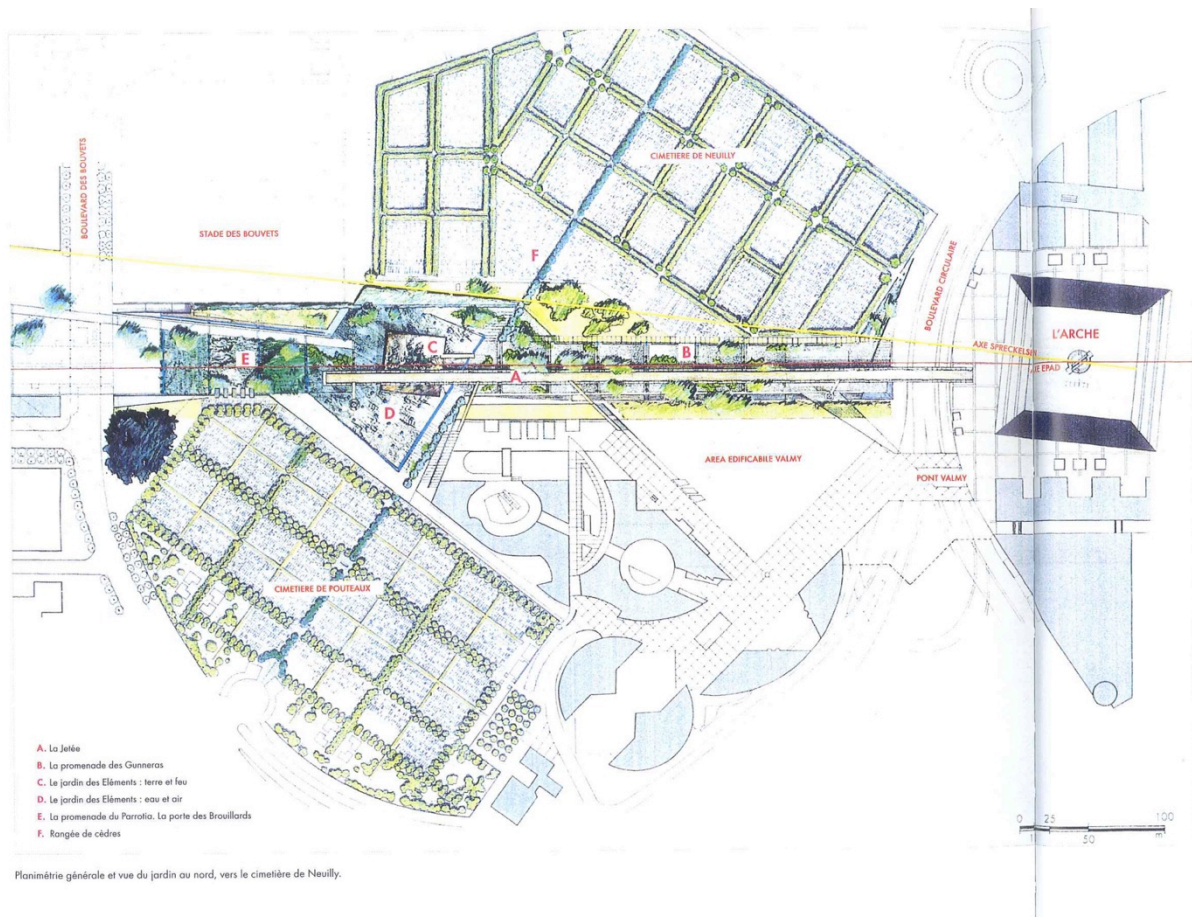 CIMETIERE DE NEUILLY
BOULEVARD DES BOUVETS
STADE DES BOUVETS
F
BOULEVARD CIRCULAIRE
L'ARCHE
AXE SPRECKELSEN
E
C
B
A
EPAD
D
AREA EDIFICABILE VALMY
PONT VALMY
CIMETIERE DE POUTEAUX
A. La Jetée
B. La promenade des Gunneras
C. Le jardin des Eléments : terre et feu
D. Le jardin des Eléments : eau et air
E. La promenade du Parrotia. La porte des Brouillards
F. Rangée de cèdres
0 25 100
50 m
Planimétrie générale et vue du jardin au nord, vers le cimetière de Neuilly.